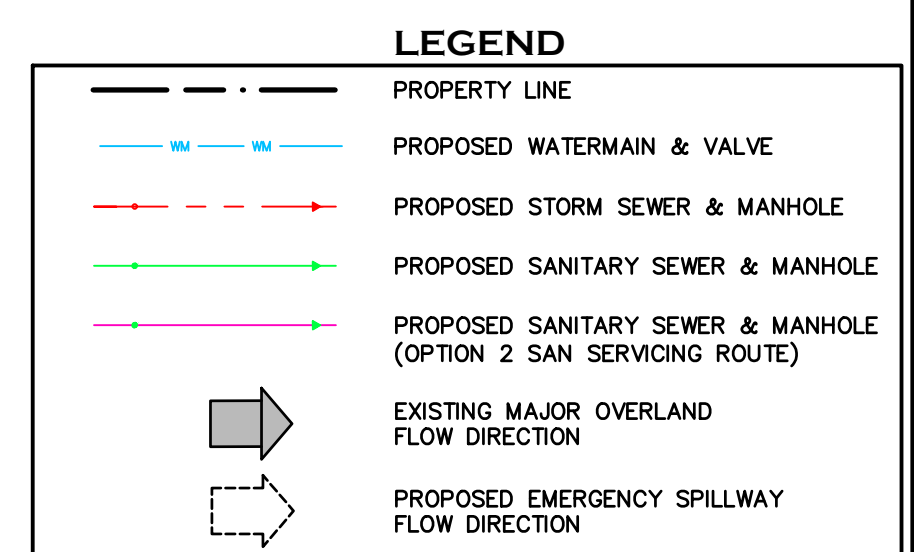 LEGEND
PROPERTY LINE
WM WM PROPOSED WATERMAIN & VALVE
PROPOSED STORM SEWER & MANHOLE
PROPOSED SANITARY SEWER & MANHOLE
PROPOSED SANITARY SEWER & MANHOLE
(OPTION 2 SAN SERVICING ROUTE)
EXISTING MAJOR OVERLAND
FLOW DIRECTION
PROPOSED EMERGENCY SPILLWAY
FLOW DIRECTION